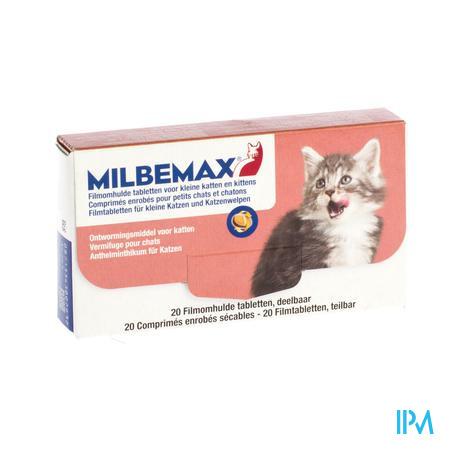 MILBEMAX
Filmomhulde tabletten voor kleine katten en kittens
Comprimés enrobés pour petits chats et chatons
Filmtabletten für kleine Katzen und Katzenwelpen
Ontwormingsmiddel voor katten
Vermifuge pour chats
Anthelminthikum für Katzen
20 Filmomhulde tabletten, deelbaar
20 Comprimés enrobés sécables - 20 Filmtabletten, teilbar
IPM